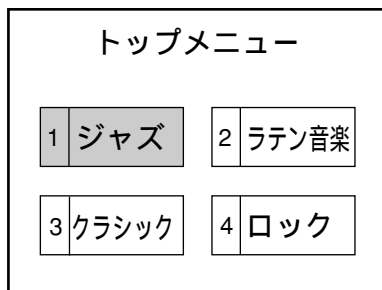 トップメニュー
1 ジャズ
2 ラテン音楽
3 クラシック
4 ロック